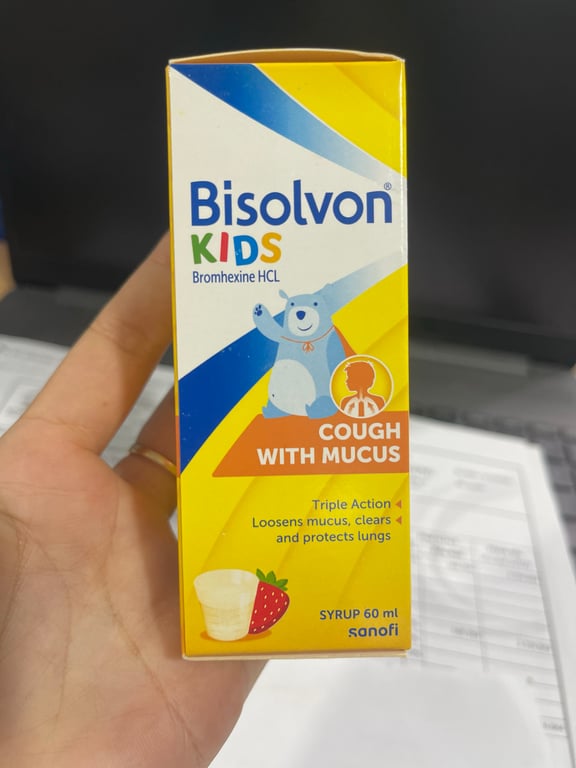 Bisolvon®
KIDS
Bromhexine HCL
COUGH
WITH MUCUS
Triple Action
Loosens mucus, clears
and protects lungs
SYRUP 60 ml
sanofi